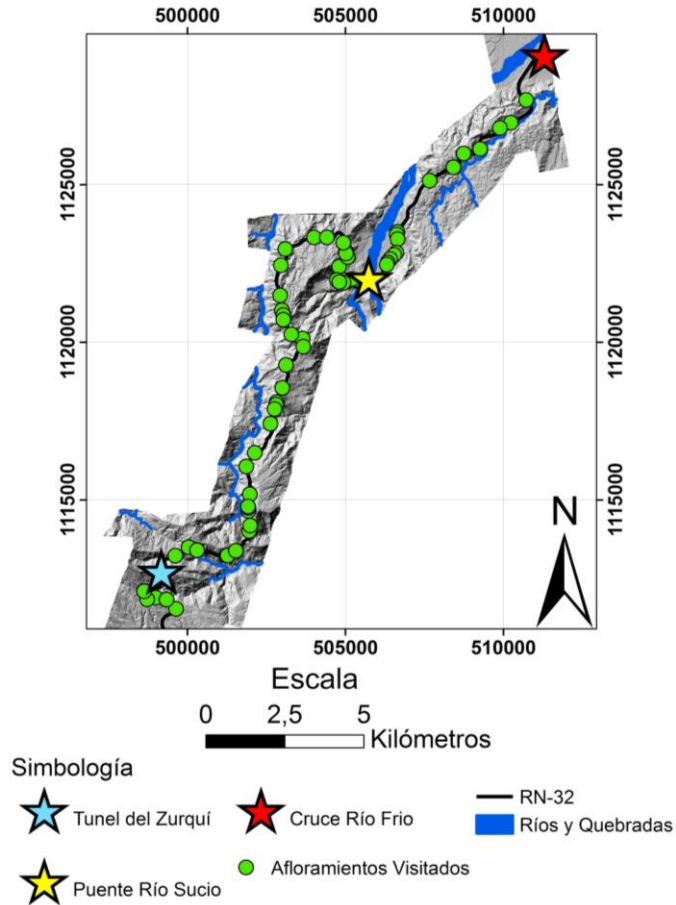 500000 505000 510000
1125000 1125000
1120000 1120000
1115000 1115000
N
500000 505000 510000
Escala
0 2,5 5
Kilómetros
Simbología
Tunel del Zurquí
Cruce Río Frio
RN-32
Ríos y Quebradas
Puente Río Sucio
Afloramientos Visitados